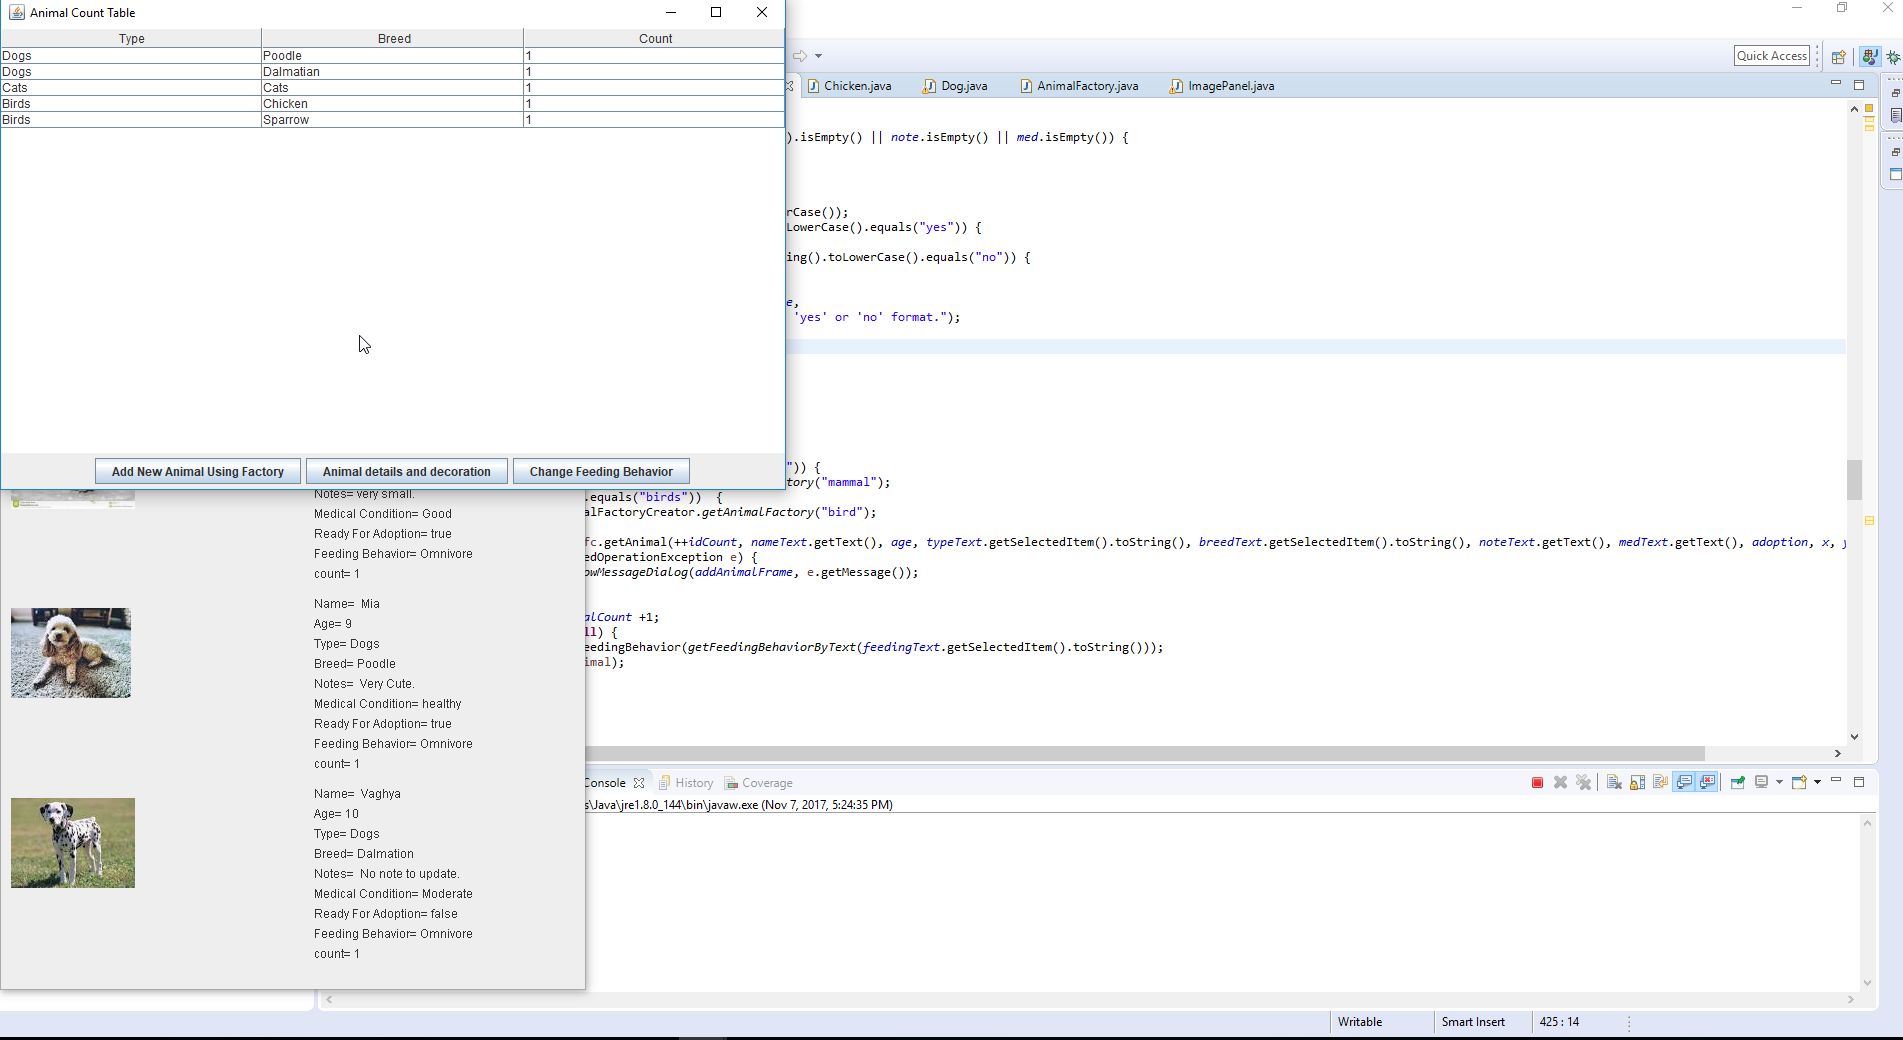 Animal Count Table
Type Breed Count
Dogs Poodle 1
Dogs Dalmatian 1
Cats Cats 1
Birds Chicken 1
Birds Sparrow 1
Add New Animal Using Factory Animal details and decoration Change Feeding Behavior
Notes= very small.
Medical Condition= Good
Ready For Adoption= true
Feeding Behavior= Omnivore
count= 1
Name=  Mia
Age= 9
Type= Dogs
Breed= Poodle
Notes=  Very Cute.
Medical Condition= healthy
Ready For Adoption= true
Feeding Behavior= Omnivore
count= 1
Name=  Vaghya
Age= 10
Type= Dogs
Breed= Dalmation
Notes=  No note to update.
Medical Condition= Moderate
Ready For Adoption= false
Feeding Behavior= Omnivore
count= 1
Quick Access
Chicken.java Dog.java AnimalFactory.java ImagePanel.java
).isEmpty() || note.isEmpty() || med.isEmpty()) {
rCase());
LowerCase().equals("yes")) {
ing().toLowerCase().equals("no")) {
e,
'yes' or 'no' format.");
")) {
tory("mammal");
.equals("birds"))  {
alFactoryCreator.getAnimalFactory("bird");
fc.getAnimal(++idCount, nameText.getText(), age, typeText.getSelectedItem().toString(), breedText.getSelectedItem().toString(), noteText.getText(), medText.getText(), adoption, x, y
edOperationException e) {
owMessageDialog(addAnimalFrame, e.getMessage());
alCount +1;
ll) {
eedingBehavior(getFeedingBehaviorByText(feedingText.getSelectedItem().toString()));
imal);
Console History Coverage
s\Java\jre1.8.0_144\bin\javaw.exe (Nov 7, 2017, 5:24:35 PM)
Writable Smart Insert 425 : 14